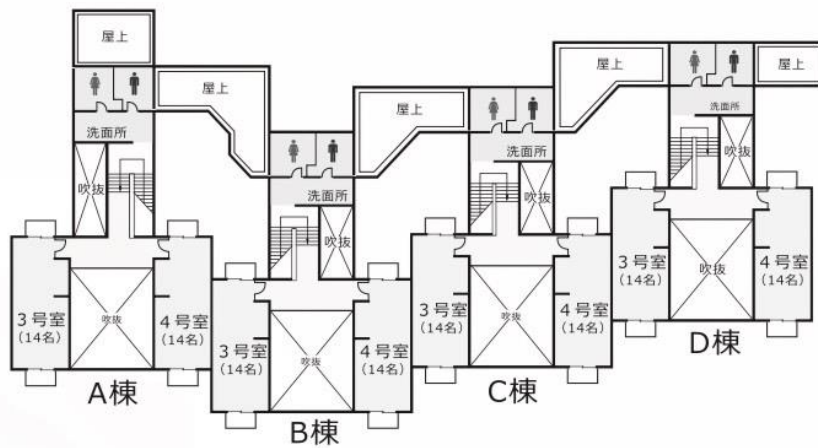 屋上
屋上
屋上
屋上
屋上
洗面所
吹抜
3号室
(14名)
吹抜
4号室
(14名)
A棟
洗面所
吹抜
3号室
(14名)
吹抜
4号室
(14名)
B棟
洗面所
吹抜
3号室
(14名)
吹抜
4号室
(14名)
C棟
洗面所
吹抜
3号室
(14名)
吹抜
4号室
(14名)
D棟